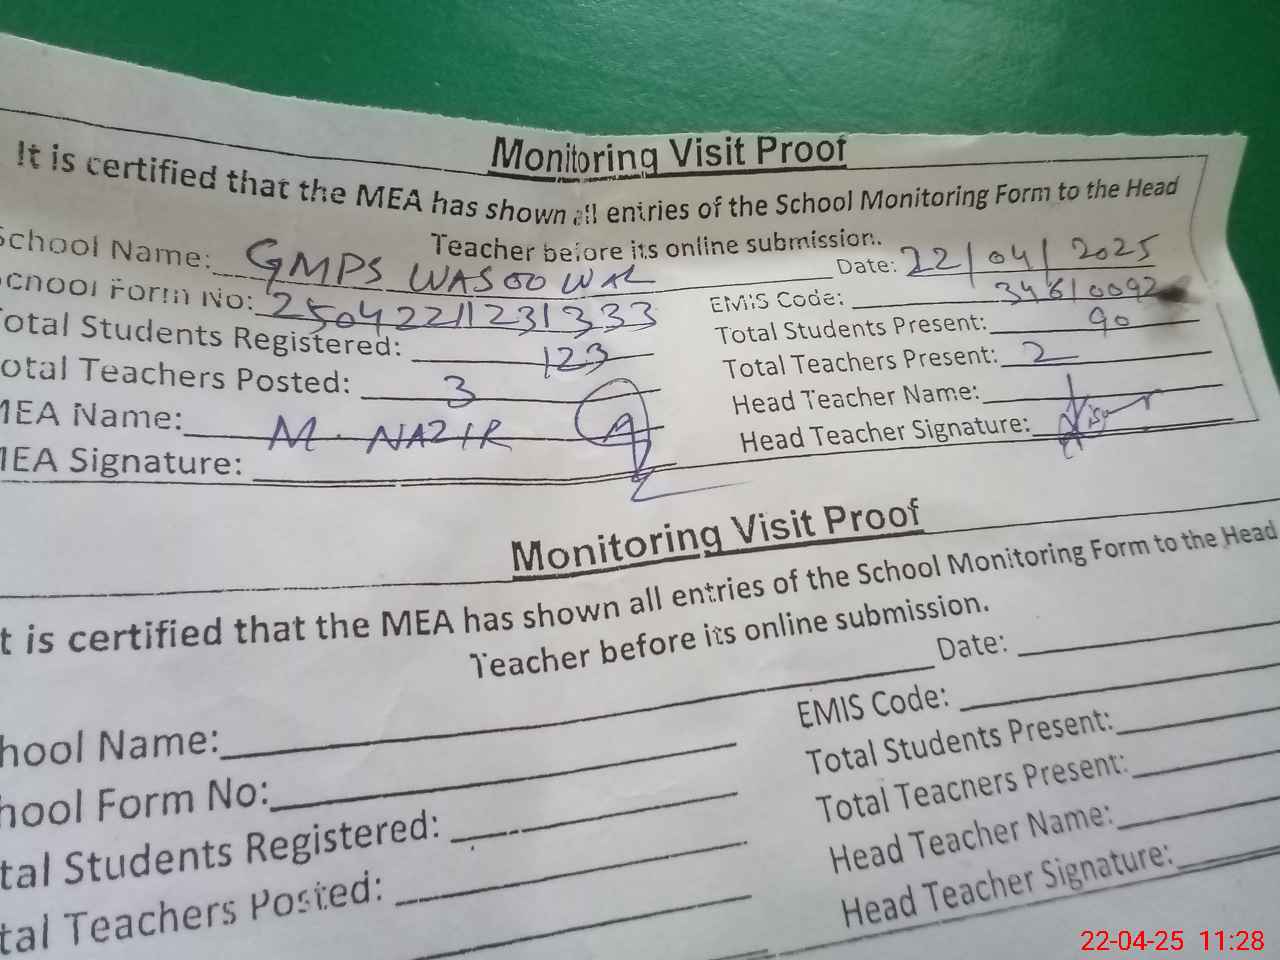 Monitoring Visit Proof
It is certified that the MEA has shown all entries of the School Monitoring Form to the Head
Teacher before its online submission.
School Name: GMPS WASOO WAL Date: 22/04/2025
School Form No: 2504221231333 EMIS Code: 34610092
Total Students Registered: 123 Total Students Present: 90
Total Teachers Posted: 3 Total Teachers Present: 2
MEA Name: M. NAZIR Head Teacher Name:
MEA Signature: Head Teacher Signature:
Monitoring Visit Proof
t is certified that the MEA has shown all entries of the School Monitoring Form to the Head
Teacher before its online submission.
Date:
hool Name: EMIS Code:
hool Form No: Total Students Present:
tal Students Registered: Total Teachers Present:
tal Teachers Posted: Head Teacher Name:
Head Teacher Signature:
22-04-25 11:28